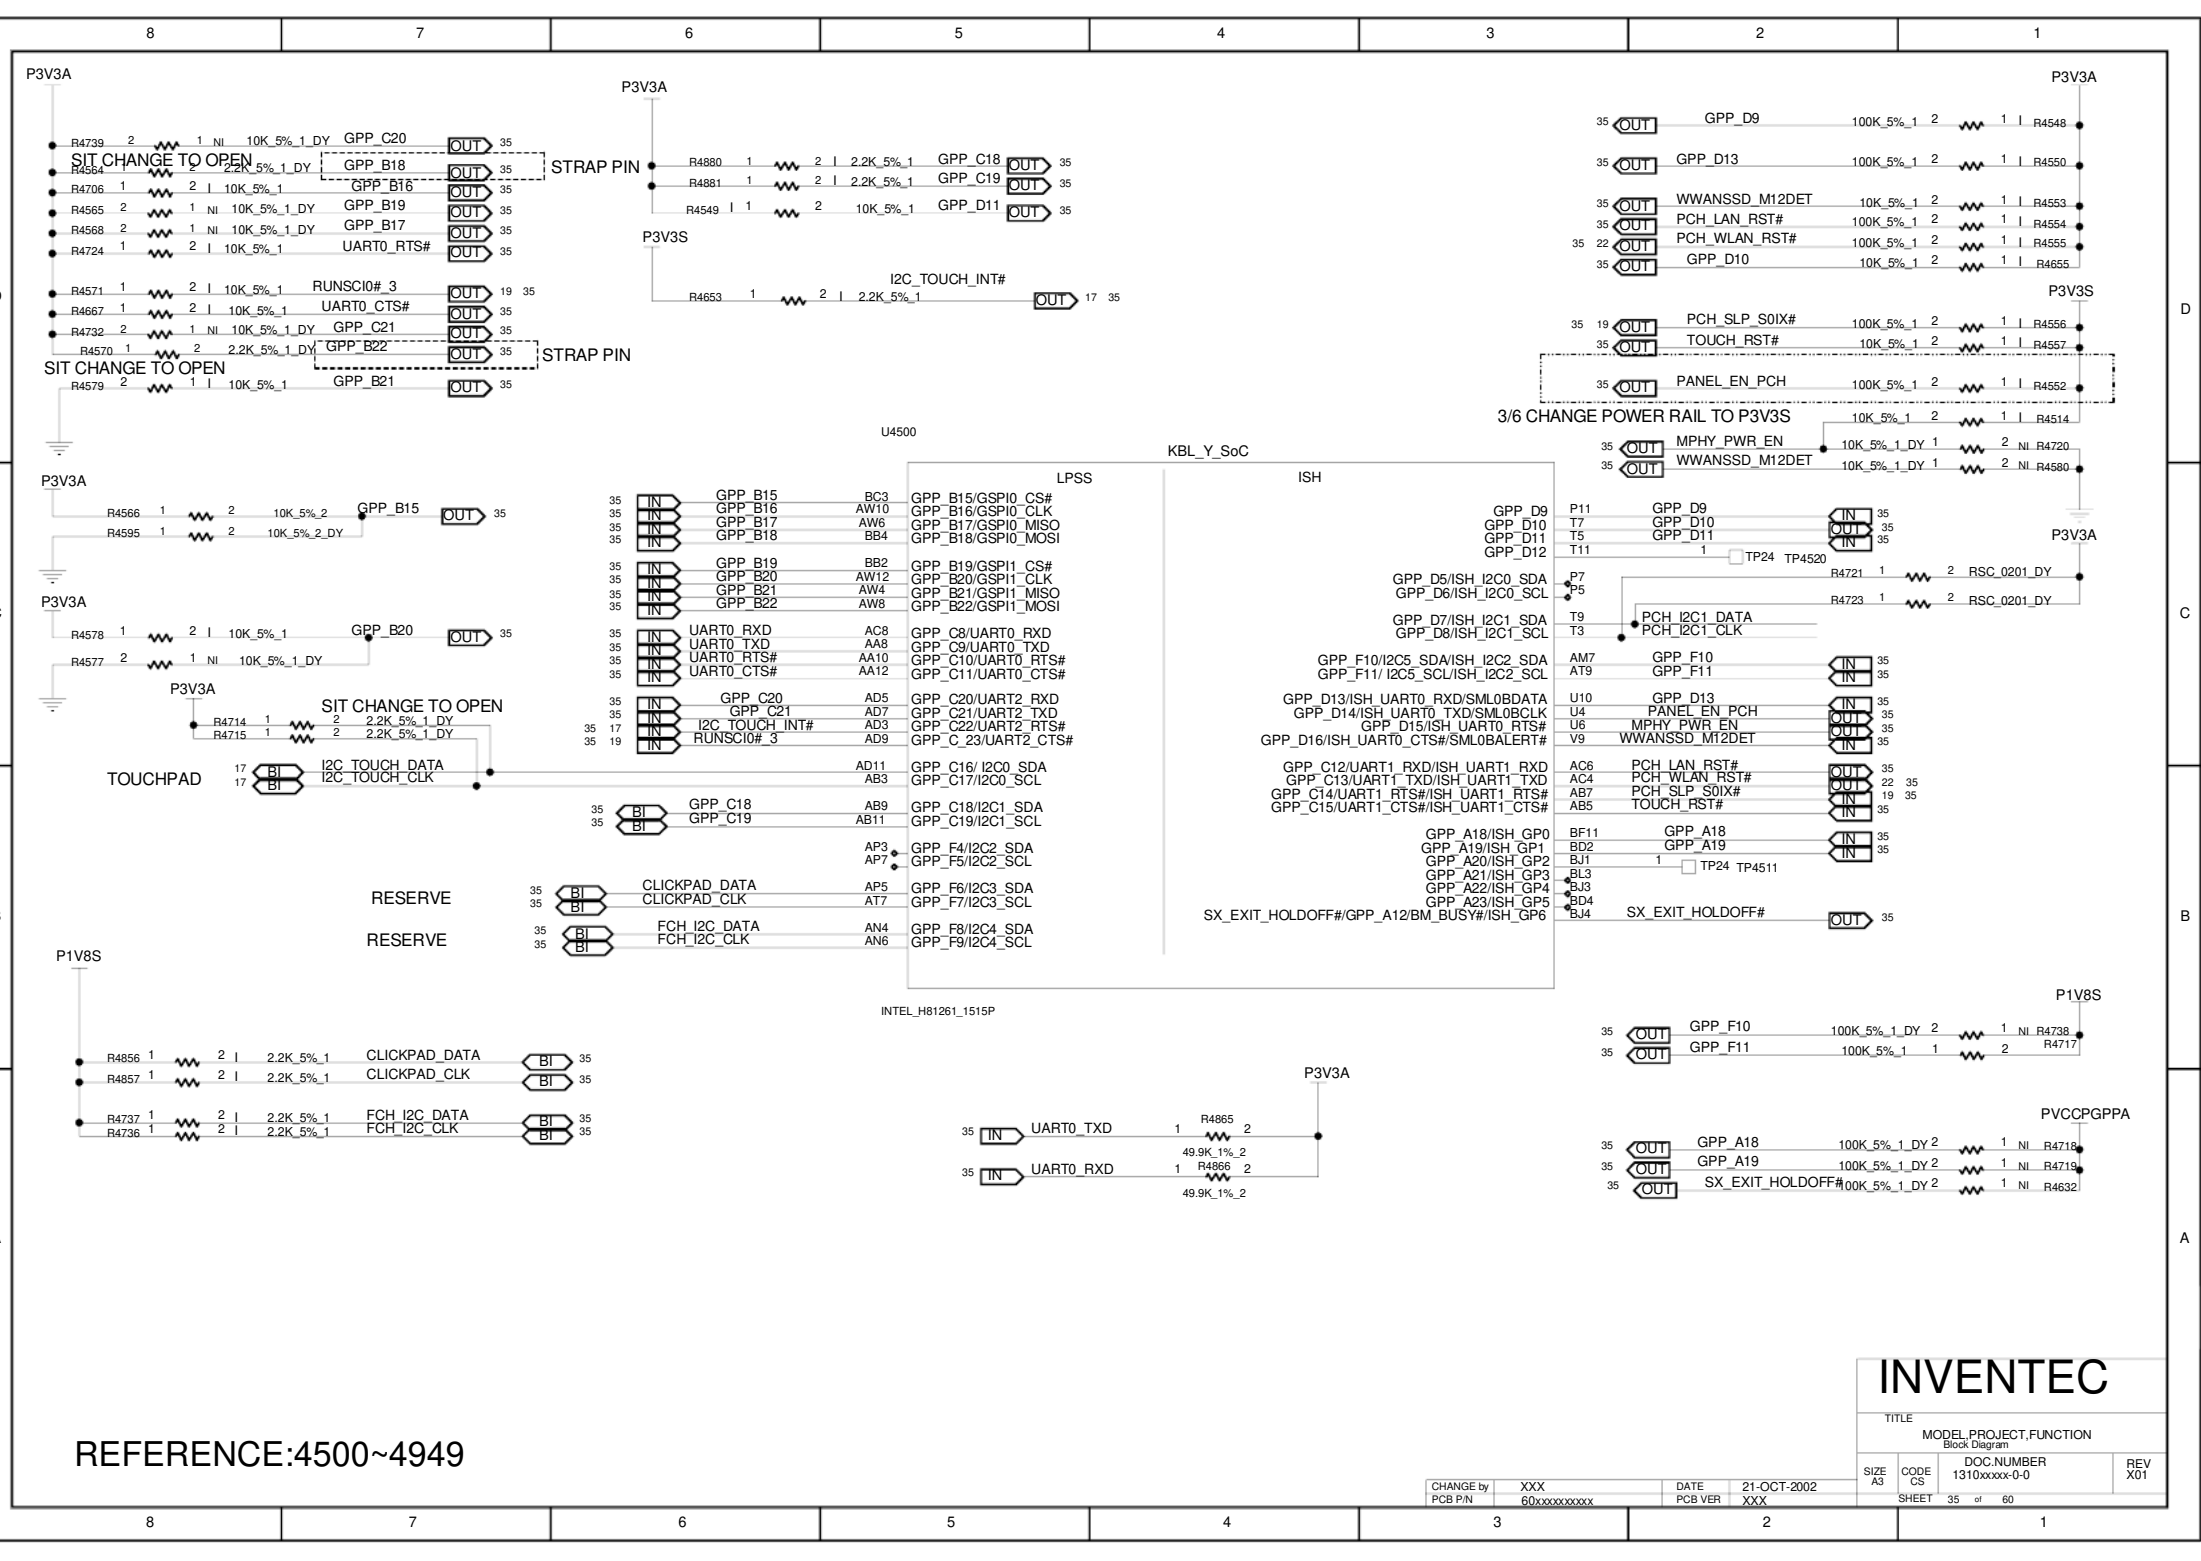 8 7 6 5 4 3 2 1
P3V3A
R4739 2 1 NI 10K_5%_1_DY GPP_C20 OUT 35
SIT CHANGE TO OPEN
R4564 1 2 2.2K_5%_1_DY GPP_B18 OUT 35 STRAP PIN
R4706 1 2 I 10K_5%_1 GPP_B16 OUT 35
R4565 2 1 NI 10K_5%_1_DY GPP_B19 OUT 35
R4568 2 1 NI 10K_5%_1_DY GPP_B17 OUT 35
R4724 1 2 I 10K_5%_1 UART0_RTS# OUT 35
R4571 1 2 I 10K_5%_1 RUNSCI0#_3 OUT 19 35
R4667 1 2 I 10K_5%_1 UART0_CTS# OUT 35
R4732 2 1 NI 10K_5%_1_DY GPP_C21 OUT 35
R4570 1 2 2.2K_5%_1_DY GPP_B22 OUT 35 STRAP PIN
SIT CHANGE TO OPEN
R4579 2 1 I 10K_5%_1 GPP_B21 OUT 35
P3V3A
R4880 1 2 I 2.2K_5%_1 GPP_C18 OUT 35
R4881 1 2 I 2.2K_5%_1 GPP_C19 OUT 35
R4549 I 1 2 10K_5%_1 GPP_D11 OUT 35
P3V3S
I2C_TOUCH_INT#
R4653 1 2 I 2.2K_5%_1 OUT 17 35
P3V3A
35 OUT GPP_D9 100K_5%_1 2 1 I R4548
35 OUT GPP_D13 100K_5%_1 2 1 I R4550
35 OUT WWANSSD_M12DET 10K_5%_1 2 1 I R4553
35 OUT PCH_LAN_RST# 100K_5%_1 2 1 I R4554
35 22 OUT PCH_WLAN_RST# 100K_5%_1 2 1 I R4555
35 OUT GPP_D10 10K_5%_1 2 1 I R4655
P3V3S
35 19 OUT PCH_SLP_S0IX# 100K_5%_1 2 1 I R4556
35 OUT TOUCH_RST# 10K_5%_1 2 1 I R4557
35 OUT PANEL_EN_PCH 100K_5%_1 2 1 I R4552
3/6 CHANGE POWER RAIL TO P3V3S 10K_5%_1 2 1 I R4514
35 OUT MPHY_PWR_EN 10K_5%_1_DY 1 2 NI R4720
35 OUT WWANSSD_M12DET 10K_5%_1_DY 1 2 NI R4580
D
P3V3A
R4566 1 2 10K_5%_2 GPP_B15 OUT 35
R4595 1 2 10K_5%_2_DY
P3V3A
R4578 1 2 I 10K_5%_1 GPP_B20 OUT 35
R4577 2 1 NI 10K_5%_1_DY
P3V3A
SIT CHANGE TO OPEN
R4714 1 2 2.2K_5%_1_DY
R4715 1 2 2.2K_5%_1_DY
TOUCHPAD
17 BI I2C_TOUCH_DATA
17 BI I2C_TOUCH_CLK
U4500
KBL_Y_SoC
LPSS ISH
35 IN GPP_B15 BC3 GPP_B15/GSPI0_CS#
35 IN GPP_B16 AW10 GPP_B16/GSPI0_CLK
35 IN GPP_B17 AW6 GPP_B17/GSPI0_MISO
35 IN GPP_B18 BB4 GPP_B18/GSPI0_MOSI
35 IN GPP_B19 BB2 GPP_B19/GSPI1_CS#
35 IN GPP_B20 AW12 GPP_B20/GSPI1_CLK
35 IN GPP_B21 AW4 GPP_B21/GSPI1_MISO
35 IN GPP_B22 AW8 GPP_B22/GSPI1_MOSI
35 IN UART0_RXD AC8 GPP_C8/UART0_RXD
35 IN UART0_TXD AA8 GPP_C9/UART0_TXD
35 IN UART0_RTS# AA10 GPP_C10/UART0_RTS#
35 IN UART0_CTS# AA12 GPP_C11/UART0_CTS#
35 IN GPP_C20 AD5 GPP_C20/UART2_RXD
35 IN GPP_C21 AD7 GPP_C21/UART2_TXD
35 17 IN I2C_TOUCH_INT# AD3 GPP_C22/UART2_RTS#
35 19 IN RUNSCI0#_3 AD9 GPP_C_23/UART2_CTS#
AD11 GPP_C16/ I2C0_SDA
AB3 GPP_C17/I2C0_SCL
35 BI GPP_C18 AB9 GPP_C18/I2C1_SDA
35 BI GPP_C19 AB11 GPP_C19/I2C1_SCL
AP3 GPP_F4/I2C2_SDA
AP7 GPP_F5/I2C2_SCL
RESERVE
35 BI CLICKPAD_DATA AP5 GPP_F6/I2C3_SDA
35 BI CLICKPAD_CLK AT7 GPP_F7/I2C3_SCL
RESERVE
35 BI FCH_I2C_DATA AN4 GPP_F8/I2C4_SDA
35 BI FCH_I2C_CLK AN6 GPP_F9/I2C4_SCL
INTEL_H81261_1515P
GPP_D9 P11 GPP_D9 IN 35
GPP_D10 T7 GPP_D10 OUT 35
GPP_D11 T5 GPP_D11 IN 35
GPP_D12 T11 1 TP24 TP4520
P3V3A
GPP_D5/ISH_I2C0_SDA P7
GPP_D6/ISH_I2C0_SCL P5
R4721 1 2 RSC_0201_DY
R4723 1 2 RSC_0201_DY
GPP_D7/ISH_I2C1_SDA T9 PCH_I2C1_DATA
GPP_D8/ISH_I2C1_SCL T3 PCH_I2C1_CLK
C
GPP_F10/I2C5_SDA/ISH_I2C2_SDA AM7 GPP_F10 IN 35
GPP_F11/ I2C5_SCL/ISH_I2C2_SCL AT9 GPP_F11 IN 35
GPP_D13/ISH_UART0_RXD/SML0BDATA U10 GPP_D13 IN 35
GPP_D14/ISH_UART0_TXD/SML0BCLK U4 PANEL_EN_PCH OUT 35
GPP_D15/ISH_UART0_RTS# U6 MPHY_PWR_EN OUT 35
GPP_D16/ISH_UART0_CTS#/SML0BALERT# V9 WWANSSD_M12DET IN 35
GPP_C12/UART1_RXD/ISH_UART1_RXD AC6 PCH_LAN_RST# OUT 35
GPP_C13/UART1_TXD/ISH_UART1_TXD AC4 PCH_WLAN_RST# OUT 22 35
GPP_C14/UART1_RTS#/ISH_UART1_RTS# AB7 PCH_SLP_S0IX# IN 19 35
GPP_C15/UART1_CTS#/ISH_UART1_CTS# AB5 TOUCH_RST# IN 35
GPP_A18/ISH_GP0 BF11 GPP_A18 IN 35
GPP_A19/ISH_GP1 BD2 GPP_A19 IN 35
GPP_A20/ISH_GP2 BJ1 1 TP24 TP4511
GPP_A21/ISH_GP3 BL3
GPP_A22/ISH_GP4 BJ3
GPP_A23/ISH_GP5 BD4
SX_EXIT_HOLDOFF#/GPP_A12/BM_BUSY#/ISH_GP6 BJ4 SX_EXIT_HOLDOFF# OUT 35
B
P1V8S
R4856 1 2 I 2.2K_5%_1 CLICKPAD_DATA BI 35
R4857 1 2 I 2.2K_5%_1 CLICKPAD_CLK BI 35
R4737 1 2 I 2.2K_5%_1 FCH_I2C_DATA BI 35
R4736 1 2 I 2.2K_5%_1 FCH_I2C_CLK BI 35
P3V3A
35 IN UART0_TXD 1 R4865 2
49.9K_1%_2
35 IN UART0_RXD 1 R4866 2
49.9K_1%_2
P1V8S
35 OUT GPP_F10 100K_5%_1_DY 2 1 NI R4738
35 OUT GPP_F11 100K_5%_1 1 2 R4717
PVCCPGPPA
35 OUT GPP_A18 100K_5%_1_DY 2 1 NI R4718
35 OUT GPP_A19 100K_5%_1_DY 2 1 NI R4719
35 OUT SX_EXIT_HOLDOFF# 100K_5%_1_DY 2 1 NI R4632
A
REFERENCE:4500~4949
INVENTEC
TITLE
MODEL,PROJECT,FUNCTION
Block Diagram
SIZE A3 CODE CS DOC.NUMBER 1310xxxxx-0-0 REV X01
CHANGE by XXX DATE 21-OCT-2002
PCB P/N 60xxxxxxxxxx PCB VER XXX SHEET 35 of 60
8 7 6 5 4 3 2 1